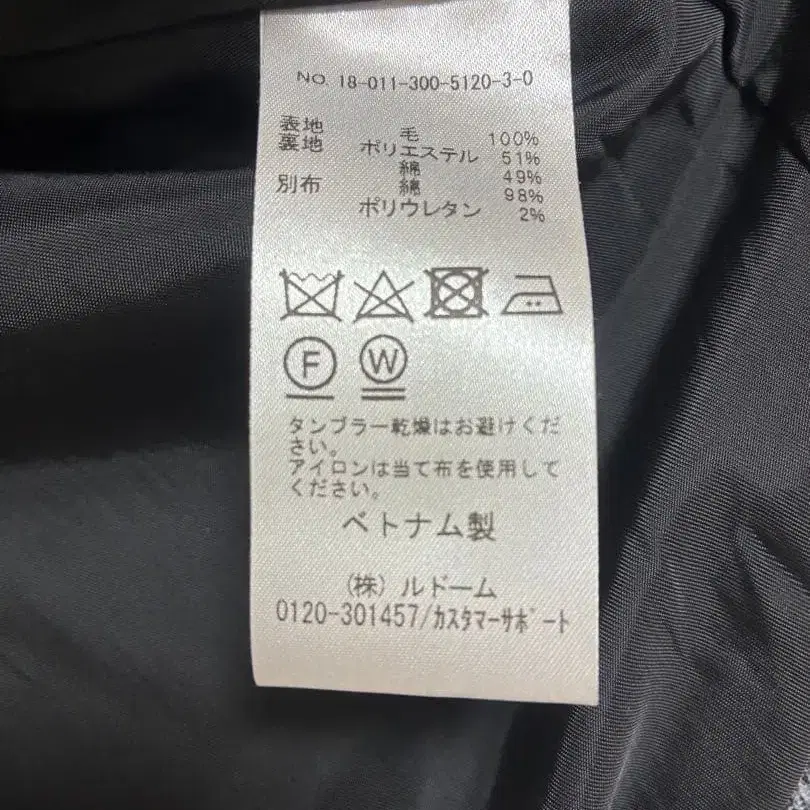 NO. 18-011-300-5120-3-0
表地 毛 100%
裏地 ポリエステル 51%
綿 49%
別布 綿 98%
ポリウレタン 2%
F W
タンブラー乾燥はお避けくだ
さい。
アイロンは当て布を使用して
ください。
ベトナム製
(株) ルドーム
0120-301457/カスタマーサポート